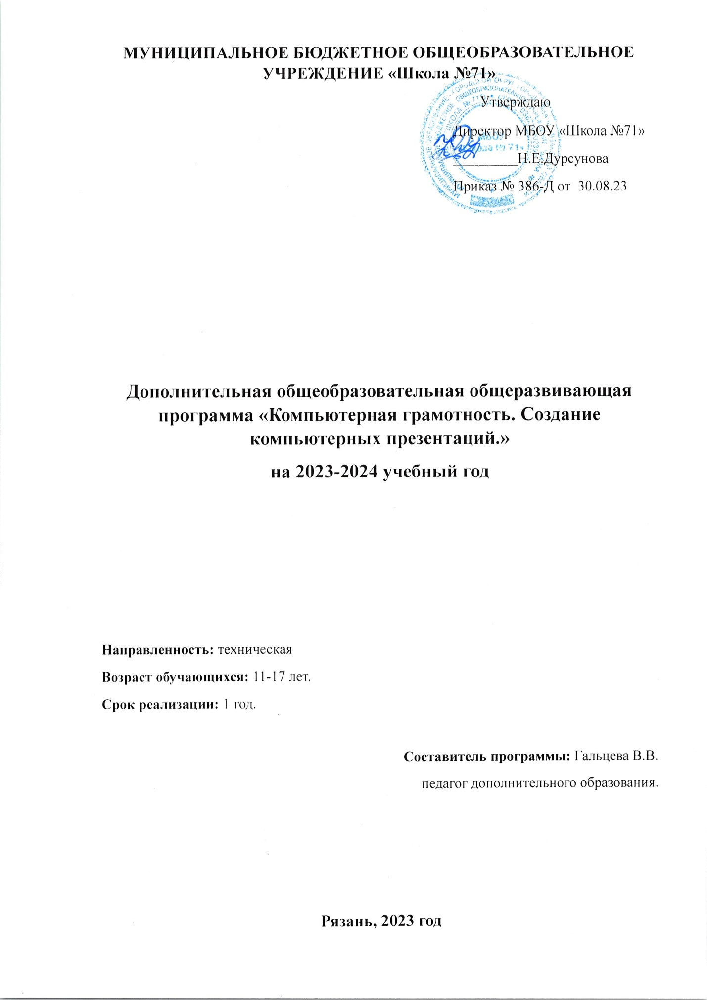 МУНИЦИПАЛЬНОЕ БЮДЖЕТНОЕ ОБЩЕОБРАЗОВАТЕЛЬНОЕ
УЧРЕЖДЕНИЕ «Школа №71»
Утверждаю
Директор МБОУ «Школа №71»
__________Н.Е.Дурсунова
Приказ № 386-Д от 30.08.23
Дополнительная общеобразовательная общеразвивающая
программа «Компьютерная грамотность. Создание
компьютерных презентаций.»
на 2023-2024 учебный год
Направленность: техническая
Возраст обучающихся: 11-17 лет.
Срок реализации: 1 год.
Составитель программы: Гальцева В.В.
педагог дополнительного образования.
Рязань, 2023 год